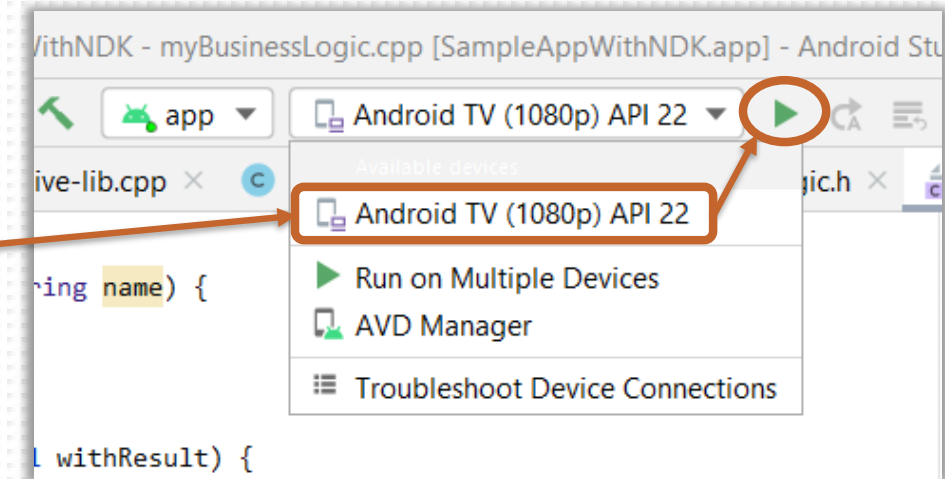 /ithNDK - myBusinessLogic.cpp [SampleAppWithNDK.app] - Android Stu
app Android TV (1080p) API 22
ive-lib.cpp × C gic.h ×
Available devices
Android TV (1080p) API 22
ring name) {
Run on Multiple Devices
AVD Manager
Troubleshoot Device Connections
l withResult) {